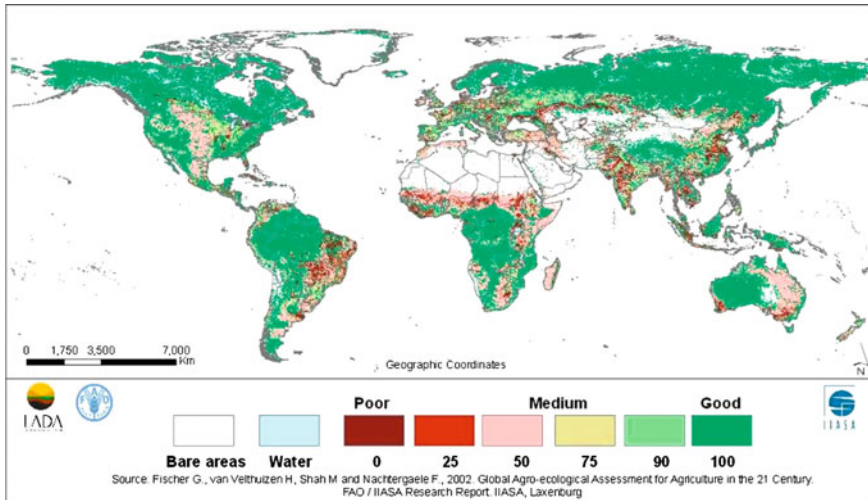 0 1,750 3,500 7,000
Km
Geographic Coordinates
N
LADA
FAO
IIASA
Poor Medium Good
Bare areas Water 0 25 50 75 90 100
Source. Fischer G., van Velthuizen H, Shah M and Nachtergaele F., 2002. Global Agro-ecological Assessment for Agriculture in the 21 Century.
FAO / IIASA Research Report. IIASA, Laxenburg